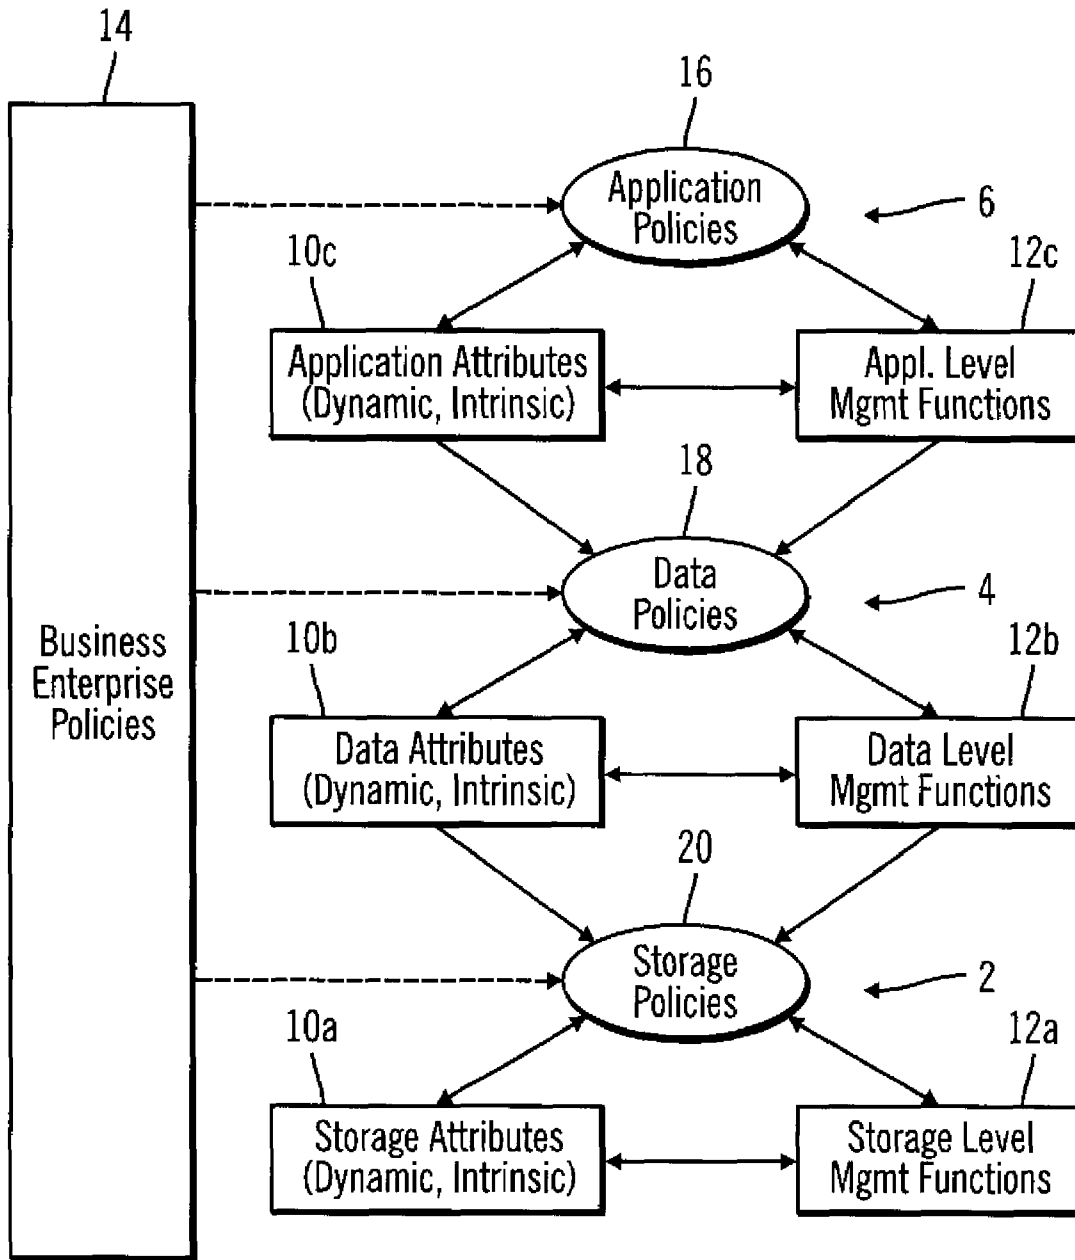 14
16
Application
Policies
6
10c
12c
Application Attributes
(Dynamic, Intrinsic)
Appl. Level
Mgmt Functions
18
Data
Policies
4
Business
Enterprise
Policies
10b
12b
Data Attributes
(Dynamic, Intrinsic)
Data Level
Mgmt Functions
20
Storage
Policies
2
10a
12a
Storage Attributes
(Dynamic, Intrinsic)
Storage Level
Mgmt Functions